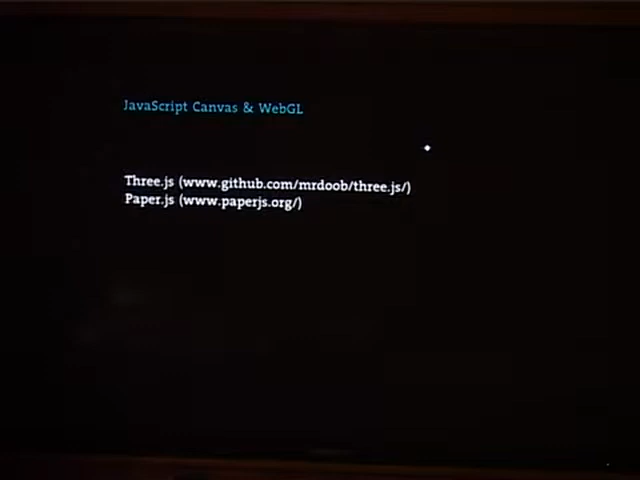 JavaScript Canvas & WebGL
Three.js (www.github.com/mrdoob/three.js/)
Paper.js (www.paperjs.org/)